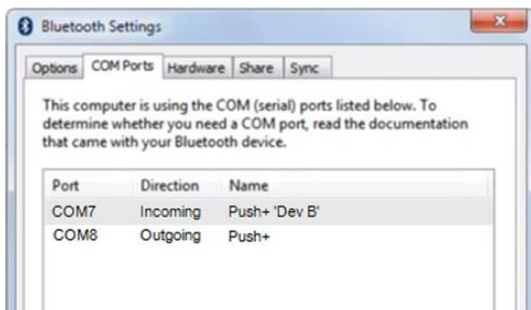 Bluetooth Settings
Options COM Ports Hardware Share Sync
This computer is using the COM (serial) ports listed below. To
determine whether you need a COM port, read the documentation
that came with your Bluetooth device.
Port Direction Name
COM7 Incoming Push+ 'Dev B'
COM8 Outgoing Push+